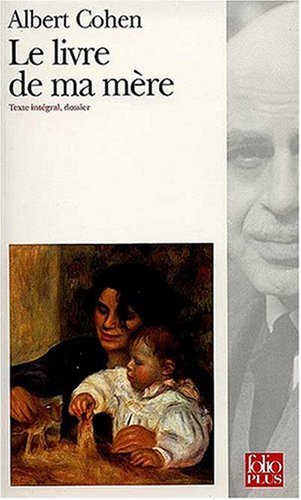 Albert Cohen
Le livre
de ma mère
Texte intégral, dossier
folio
PLUS